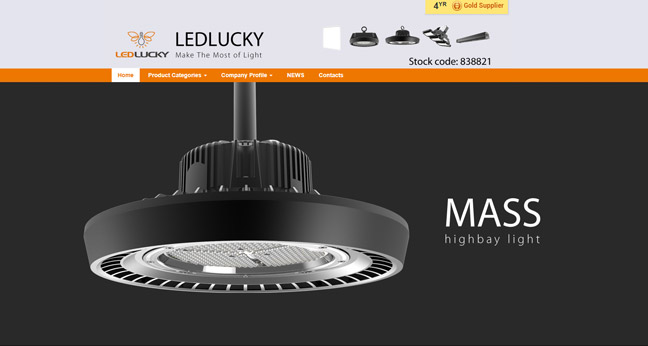 4YR Gold Supplier
LEDLUCKY
LEDLUCKY
Make The Most of Light
Stock code: 838821
Home Product Categories Company Profile NEWS Contacts
MASS
highbay light